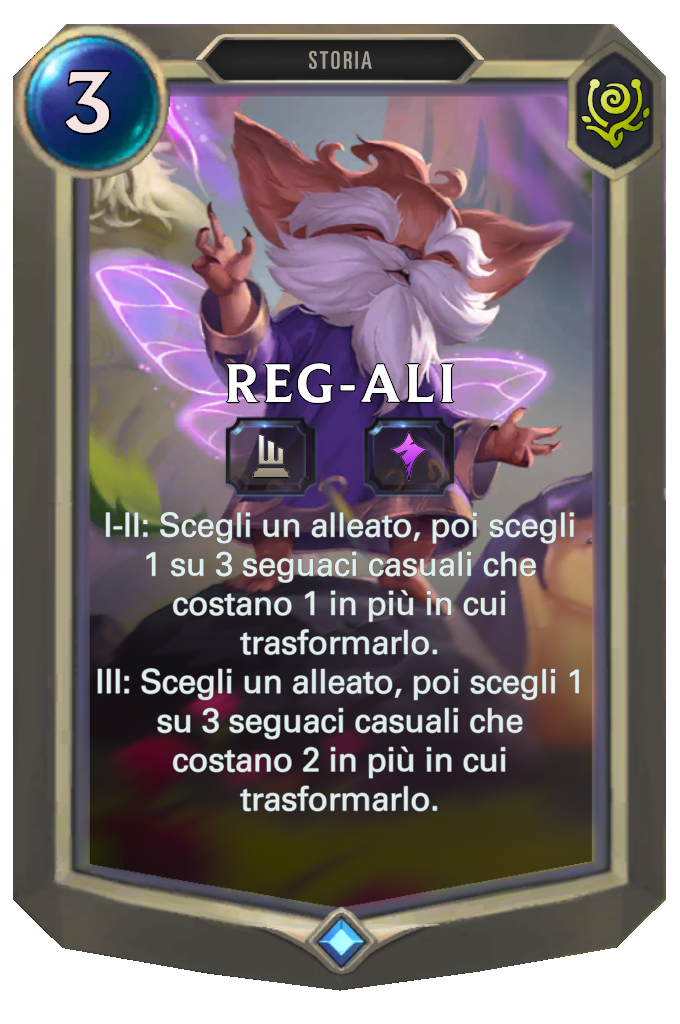 3
STORIA
REG-ALI
I-II: Scegli un alleato, poi scegli
1 su 3 seguaci casuali che
costano 1 in più in cui
trasformarlo.
III: Scegli un alleato, poi scegli 1
su 3 seguaci casuali che
costano 2 in più in cui
trasformarlo.